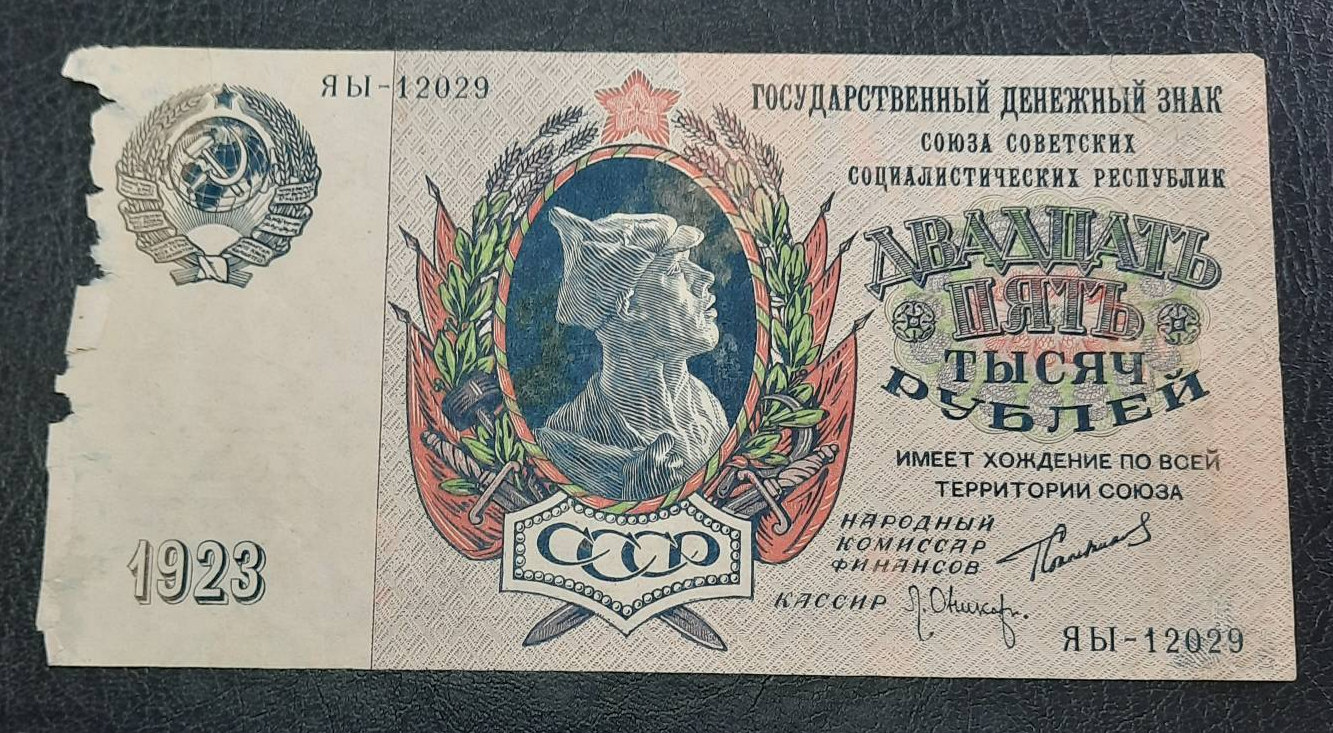 ЯЫ-12029
ГОСУДАРСТВЕННЫЙ ДЕНЕЖНЫЙ ЗНАК
СОЮЗА СОВЕТСКИХ
СОЦИАЛИСТИЧЕСКИХ РЕСПУБЛИК
ДВАДЦАТЬ
ПЯТЬ
ТЫСЯЧ
РУБЛЕЙ
ИМЕЕТ ХОЖДЕНИЕ ПО ВСЕЙ
ТЕРРИТОРИИ СОЮЗА
НАРОДНЫЙ
КОМИССАР
ФИНАНСОВ
КАССИР
СССР
1923
ЯЫ-12029